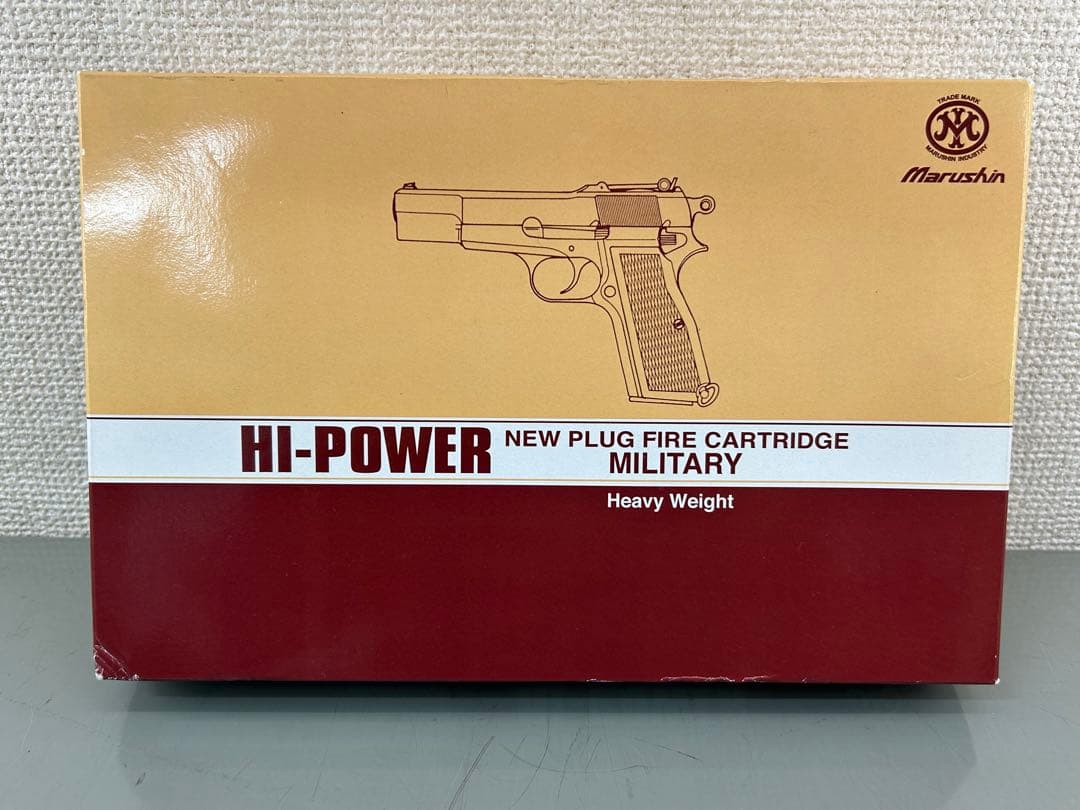 TRADE MARK
MARUSHIN INDUSTRY
Marushin
HI-POWER
NEW PLUG FIRE CARTRIDGE
MILITARY
Heavy Weight